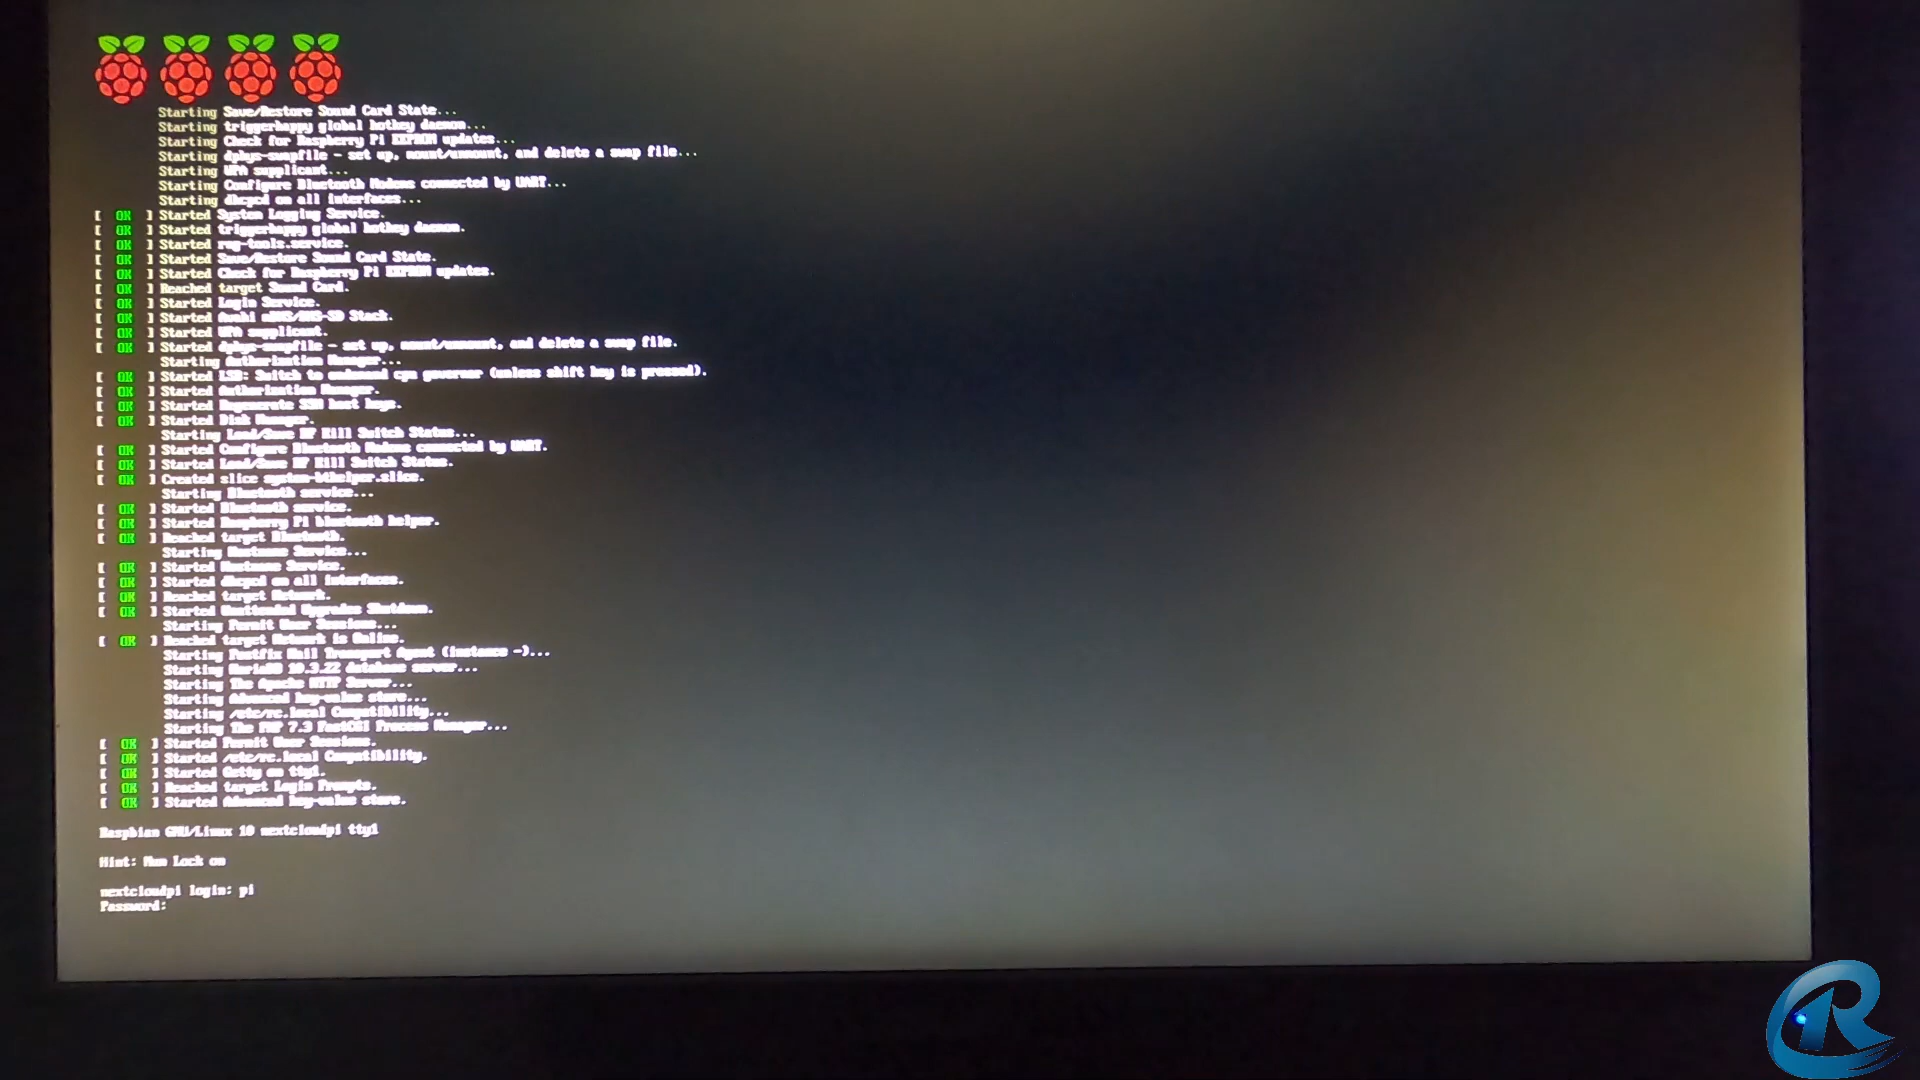 Starting Save/Restore Sound Card State...
Starting triggerhappy global hotkey daemon...
Starting Check for Raspberry Pi EEPROM updates...
Starting dphys-swapfile - set up, mount/unmount, and delete a swap file...
Starting WPA supplicant...
Starting Configure Bluetooth Modems connected by UART...
Starting dhcpcd on all interfaces...
[ OK ] Started System Logging Service.
[ OK ] Started triggerhappy global hotkey daemon.
[ OK ] Started rng-tools.service.
[ OK ] Started Save/Restore Sound Card State.
[ OK ] Started Check for Raspberry Pi EEPROM updates.
[ OK ] Reached target Sound Card.
[ OK ] Started Login Service.
[ OK ] Started Avahi mDNS/DNS-SD Stack.
[ OK ] Started WPA supplicant.
[ OK ] Started dphys-swapfile - set up, mount/unmount, and delete a swap file.
Starting Authorization Manager...
[ OK ] Started LSB: Switch to ondemand cpu governor (unless shift key is pressed).
[ OK ] Started Authorization Manager.
[ OK ] Started Regenerate SSH host keys.
[ OK ] Started Disk Manager.
Starting Load/Save RF Kill Switch Status...
[ OK ] Started Configure Bluetooth Modems connected by UART.
[ OK ] Started Load/Save RF Kill Switch Status.
[ OK ] Created slice system-bthelper.slice.
Starting Bluetooth service...
[ OK ] Started Bluetooth service.
[ OK ] Started Raspberry Pi bluetooth helper.
[ OK ] Reached target Bluetooth.
Starting Hostname Service...
[ OK ] Started Hostname Service.
[ OK ] Started dhcpcd on all interfaces.
[ OK ] Reached target Network.
[ OK ] Started Unattended Upgrades Shutdown.
Starting Permit User Sessions...
[ OK ] Reached target Network is Online.
Starting Postfix Mail Transport Agent (instance -)...
Starting MariaDB 10.3.22 database server...
Starting The Apache HTTP Server...
Starting Advanced key-value store...
Starting /etc/rc.local Compatibility...
Starting The PHP 7.3 FastCGI Process Manager...
[ OK ] Started Permit User Sessions.
[ OK ] Started /etc/rc.local Compatibility.
[ OK ] Started Getty on tty1.
[ OK ] Reached target Login Prompts.
[ OK ] Started Advanced key-value store.
Raspbian GNU/Linux 10 nextcloudpi tty1
Hint: Num Lock on
nextcloudpi login: pi
Password: